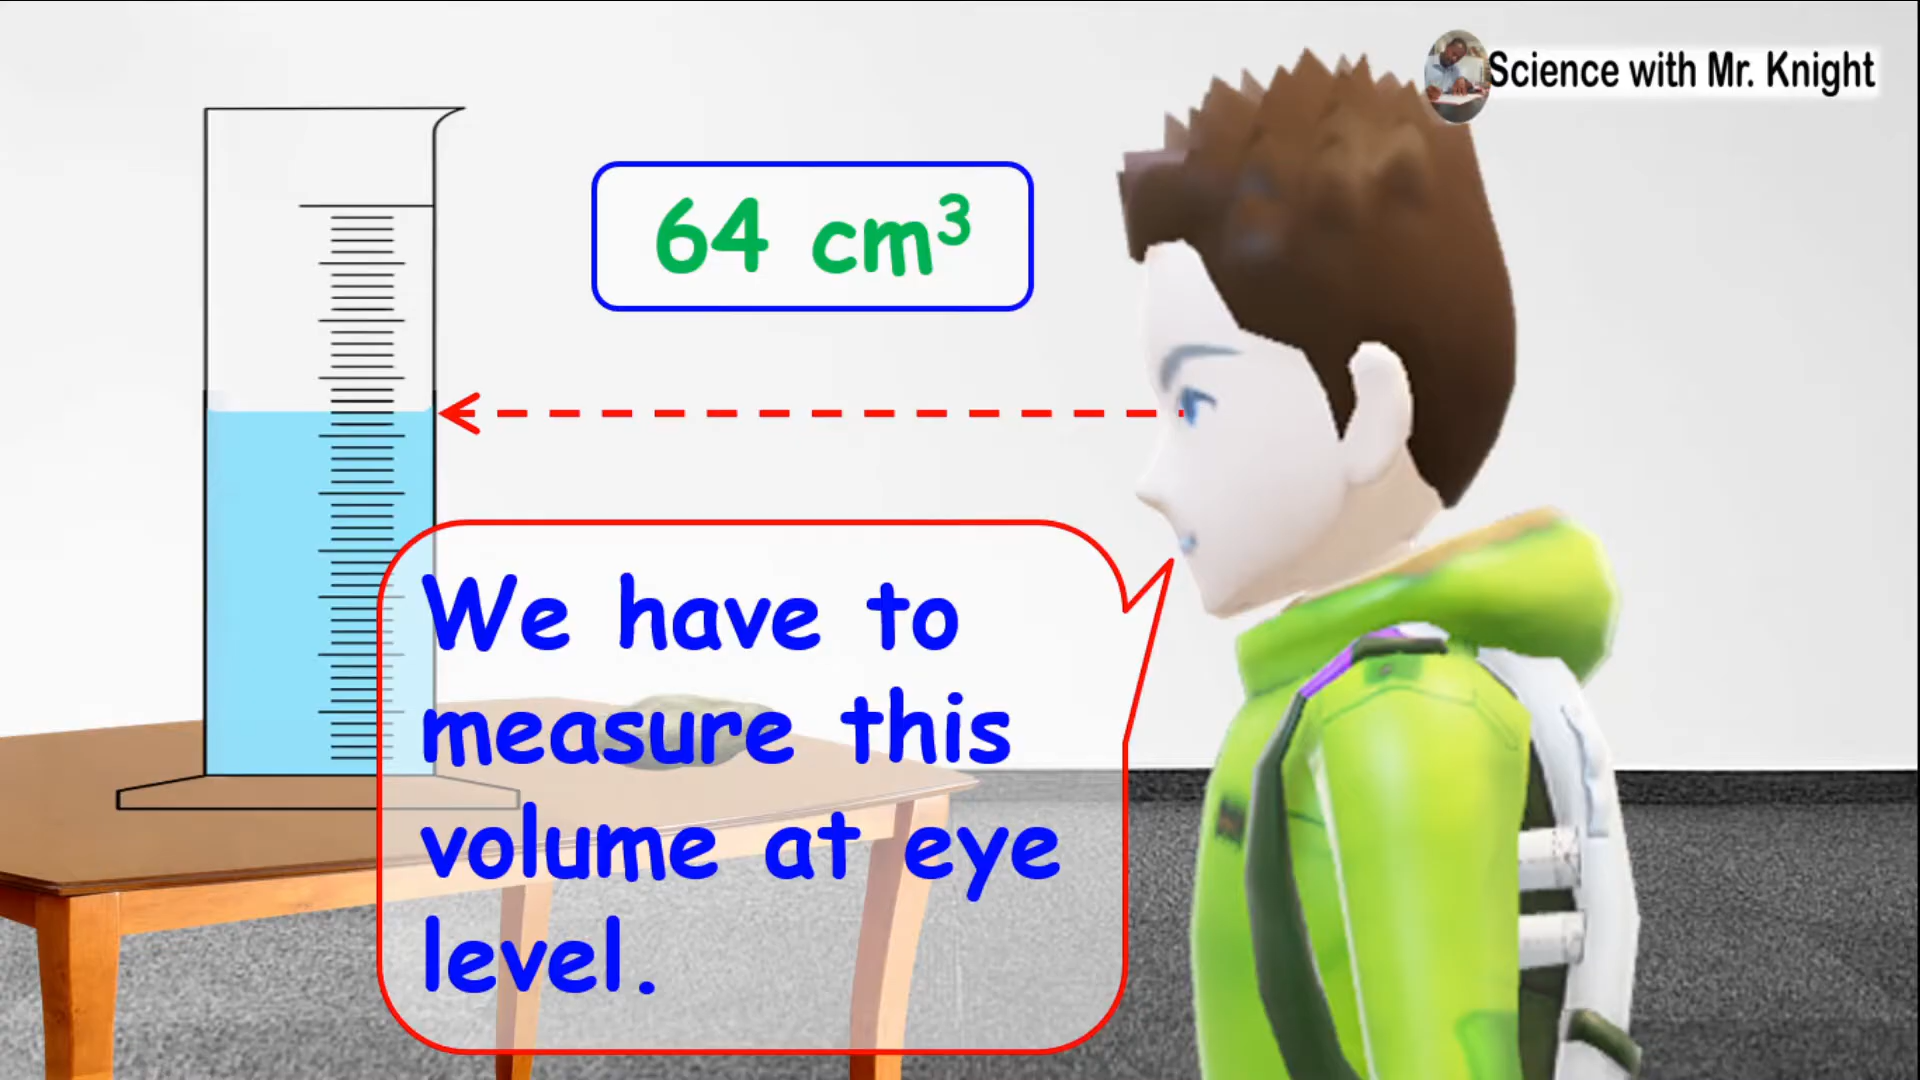 Science with Mr. Knight
64 cm³
We have to
measure this
volume at eye
level.